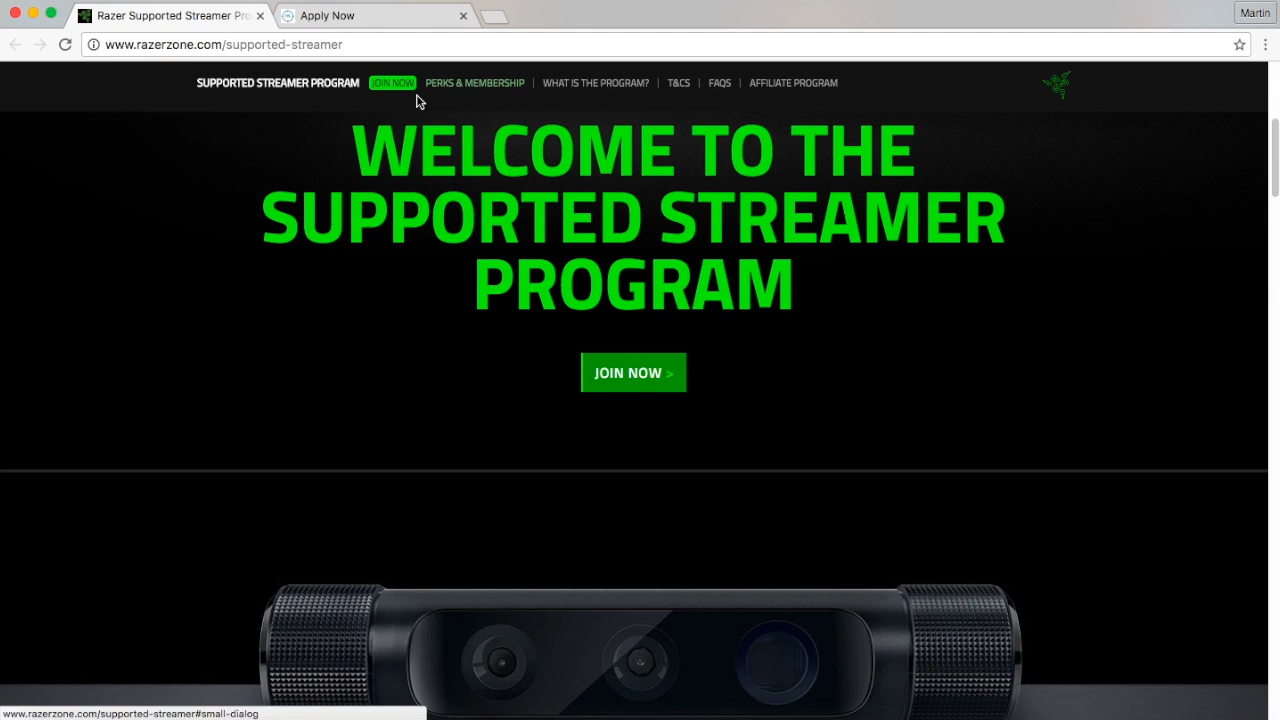 Razer Supported Streamer Pro
Apply Now
Martin
www.razerzone.com/supported-streamer
SUPPORTED STREAMER PROGRAM JOIN NOW PERKS & MEMBERSHIP | WHAT IS THE PROGRAM? | T&CS | FAQS | AFFILIATE PROGRAM
WELCOME TO THE
SUPPORTED STREAMER
PROGRAM
JOIN NOW >
www.razerzone.com/supported-streamer#small-dialog